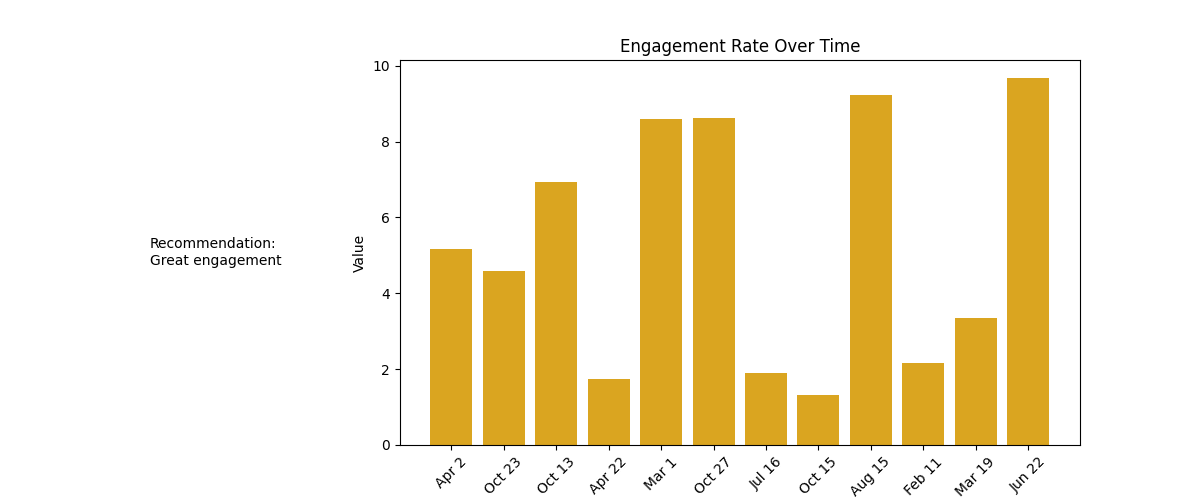 Engagement Rate Over Time
10
8
6
4
2
0
Value
Recommendation:
Great engagement
Apr 2
Oct 23
Oct 13
Apr 22
Mar 1
Oct 27
Jul 16
Oct 15
Aug 15
Feb 11
Mar 19
Jun 22